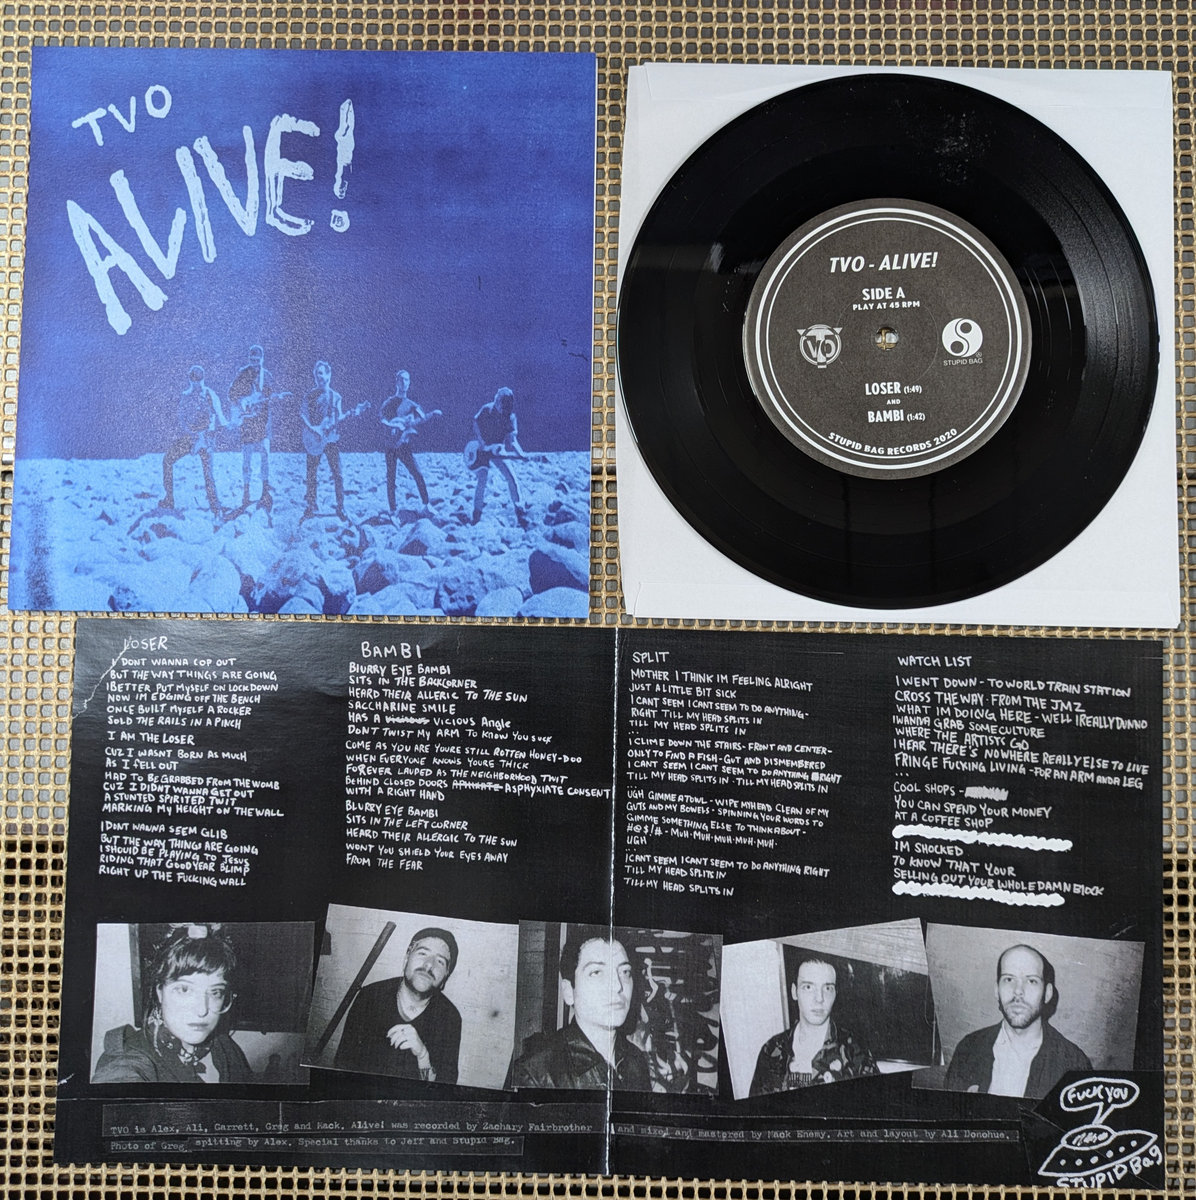 TVO
ALIVE!
TVO - ALIVE!
SIDE A
PLAY AT 45 RPM
TVO
STUPID BAG
LOSER (1:49)
AND
BAMBI (1:42)
STUPID BAG RECORDS 2020
LOSER
I DONT WANNA COP OUT
BUT THE WAY THINGS ARE GOING
I BETTER PUT MYSELF ON LOCKDOWN
NOW IM EDGING OFF THE BENCH
ONCE BUILT MYSELF A ROCKER
SOLD THE RAILS IN A PINCH
I AM THE LOSER
CUZ I WASNT BORN AS MUCH
AS I FELL OUT
HAD TO BE GRABBED FROM THE WOMB
CUZ I DIDNT WANNA GET OUT
A STUNTED SPIRITED TWIT
MARKING MY HEIGHT ON THE WALL
I DONT WANNA SEEM GLIB
BUT THE WAY THINGS ARE GOING
I SHOULD BE PLAYING TO JESUS
RIDING THAT GOOD YEAR BLIMP
RIGHT UP THE FUCKING WALL
BAMBI
BLURRY EYE BAMBI
SITS IN THE BACK CORNER
HEARD THEIR ALLERIC TO THE SUN
SACCHARINE SMILE
HAS A VICIOUS ANGLE
DON'T TWIST MY ARM TO KNOW YOU SUCK
COME AS YOU ARE YOURE STILL ROTTEN HONEY-DOO
WHEN EVERYONE KNOWS YOURE THICK
FOREVER LAUDED AS THE NEIGHBORHOOD TWIT
BEHIND CLOSED DOORS ASPHYXIATE CONSENT
WITH A RIGHT HAND
BLURRY EYE BAMBI
SITS IN THE LEFT CORNER
HEARD THEIR ALLERGIC TO THE SUN
WONT YOU SHIELD YOUR EYES AWAY
FROM THE FEAR
SPLIT
MOTHER I THINK IM FEELING ALRIGHT
JUST A LITTLE BIT SICK
I CANT SEEM I CANT SEEM TO DO ANYTHING-
RIGHT TILL MY HEAD SPLITS IN
TILL MY HEAD SPLITS IN
...
I CLIME DOWN THE STAIRS - FRONT AND CENTER-
ONLY TO FIND A FISH - GUT AND DISMEMBERED
I CANT SEEM I CANT SEEM TO DO ANYTHING RIGHT
TILL MY HEAD SPLITS IN - TILL MY HEAD SPLITS IN
...
UGH GIMME A TOWL - WIPE MY HEAD CLEAN OF MY
GUTS AND MY BOWELS - SPINNING YOUR WORDS TO
GIMME SOMETHING ELSE TO THINK ABOUT -
#@$!# - MUH-MUH-MUH-MUH-MUH-
UGH
...
I CANT SEEM I CANT SEEM TO DO ANYTHING RIGHT
TILL MY HEAD SPLITS IN
TILL MY HEAD SPLITS IN
WATCH LIST
I WENT DOWN - TO WORLD TRAIN STATION
CROSS THE WAY - FROM THE JMZ
WHAT IM DOING HERE - WELL I REALLY DUNNO
I WANNA GRAB SOME CULTURE
WHERE THE ARTISTS GO
I HEAR THERE'S NOWHERE REALLY ELSE TO LIVE
FRINGE FUCKING LIVING - FOR AN ARM AND A LEG
...
COOL SHOPS -
YOU CAN SPEND YOUR MONEY
AT A COFFEE SHOP
IM SHOCKED
TO KNOW THAT YOUR
SELLING OUT YOUR WHOLE DAMN BLOCK
TVO is Alex, Ali, Garrett, Greg and Mack. Alive! was recorded by Zachary Fairbrother and mixed and mastered by Mack Enemy. Art and layout by Ali Donohue.
Photo of Greg spitting by Alex. Special thanks to Jeff and Stupid Bag.
FUCK YOU
STUPID BAG